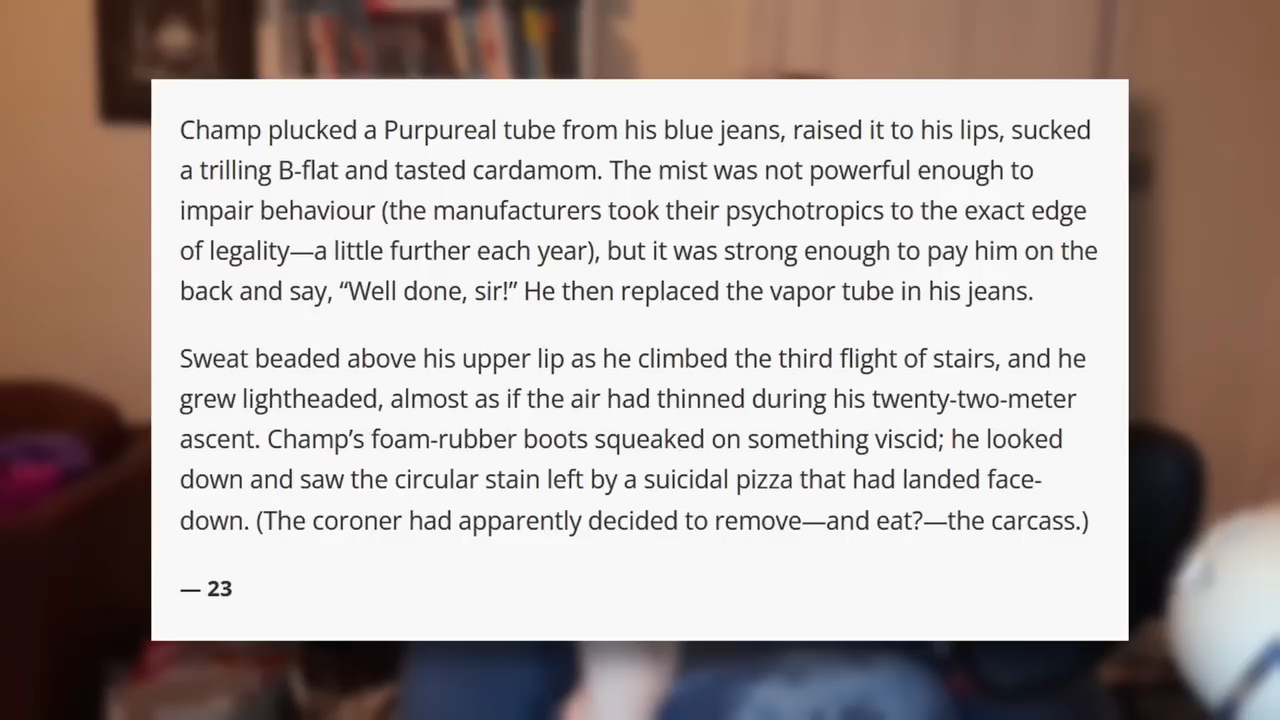 Champ plucked a Purpureal tube from his blue jeans, raised it to his lips, sucked
a trilling B-flat and tasted cardamom. The mist was not powerful enough to
impair behaviour (the manufacturers took their psychotropics to the exact edge
of legality—a little further each year), but it was strong enough to pay him on the
back and say, “Well done, sir!” He then replaced the vapor tube in his jeans.
Sweat beaded above his upper lip as he climbed the third flight of stairs, and he
grew lightheaded, almost as if the air had thinned during his twenty-two-meter
ascent. Champ’s foam-rubber boots squeaked on something viscid; he looked
down and saw the circular stain left by a suicidal pizza that had landed face-
down. (The coroner had apparently decided to remove—and eat?—the carcass.)
— 23